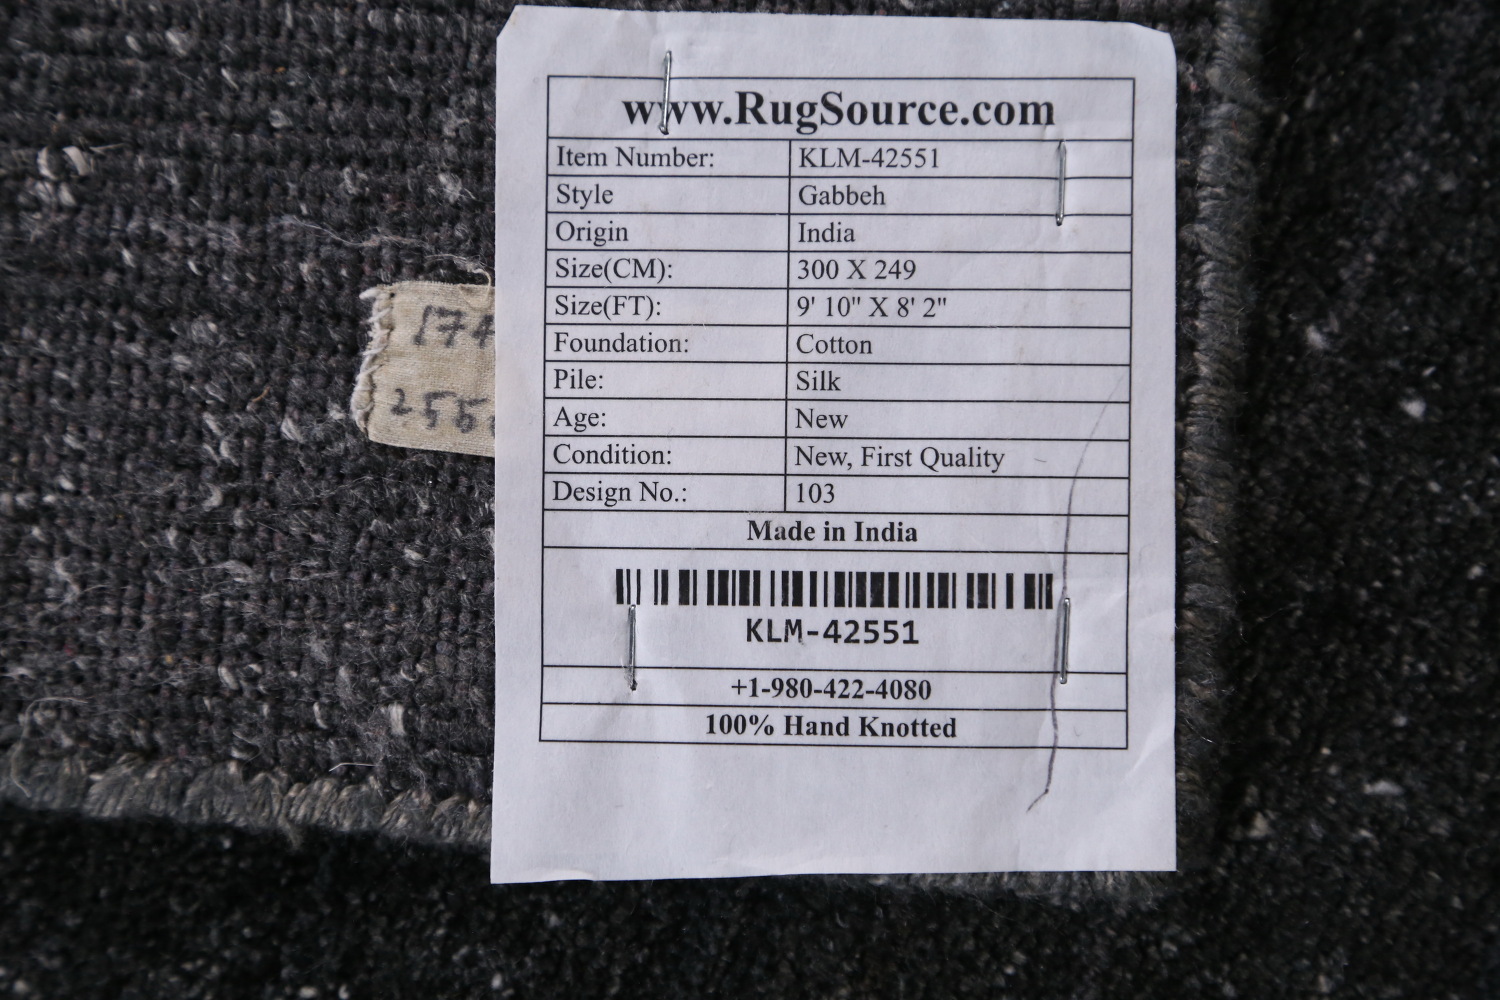 www.RugSource.com
Item Number: KLM-42551
Style Gabbeh
Origin India
Size(CM): 300 X 249
Size(FT): 9' 10" X 8' 2"
Foundation: Cotton
Pile: Silk
Age: New
Condition: New, First Quality
Design No.: 103
Made in India
KLM-42551
+1-980-422-4080
100% Hand Knotted
174
255